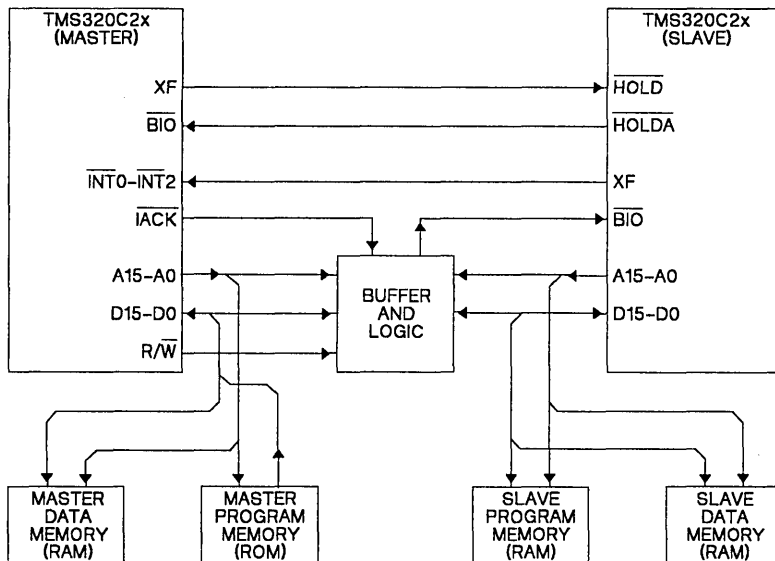 TMS320C2x
(MASTER)
XF
BIO
INT0–INT2
IACK
A15–A0
D15–D0
R/W
TMS320C2x
(SLAVE)
HOLD
HOLDA
XF
BIO
A15–A0
D15–D0
BUFFER
AND
LOGIC
MASTER
DATA
MEMORY
(RAM)
MASTER
PROGRAM
MEMORY
(ROM)
SLAVE
PROGRAM
MEMORY
(RAM)
SLAVE
DATA
MEMORY
(RAM)